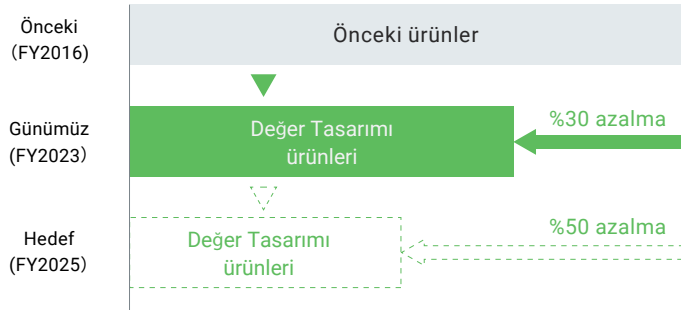 Önceki
(FY2016)
Önceki ürünler
Günümüz
(FY2023)
Değer Tasarımı
ürünleri
%30 azalma
Hedef
(FY2025)
Değer Tasarımı
ürünleri
%50 azalma